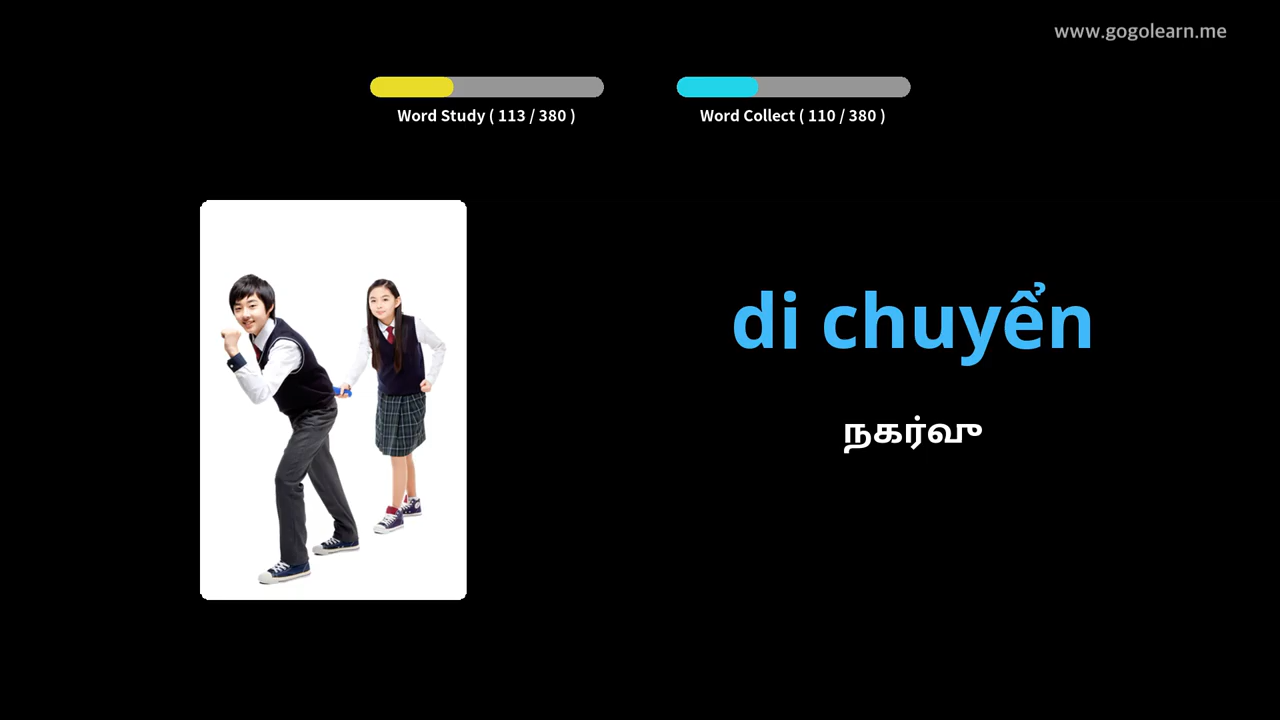 www.gogolearn.me
Word Study ( 113 / 380 )
Word Collect ( 110 / 380 )
di chuyển
நகர்வு